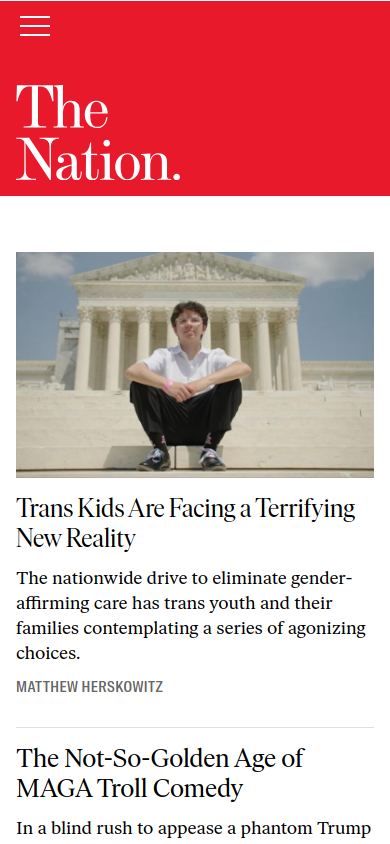 The
Nation.
Trans Kids Are Facing a Terrifying
New Reality
The nationwide drive to eliminate gender-
affirming care has trans youth and their
families contemplating a series of agonizing
choices.
MATTHEW HERSKOWITZ
The Not-So-Golden Age of
MAGA Troll Comedy
In a blind rush to appease a phantom Trump